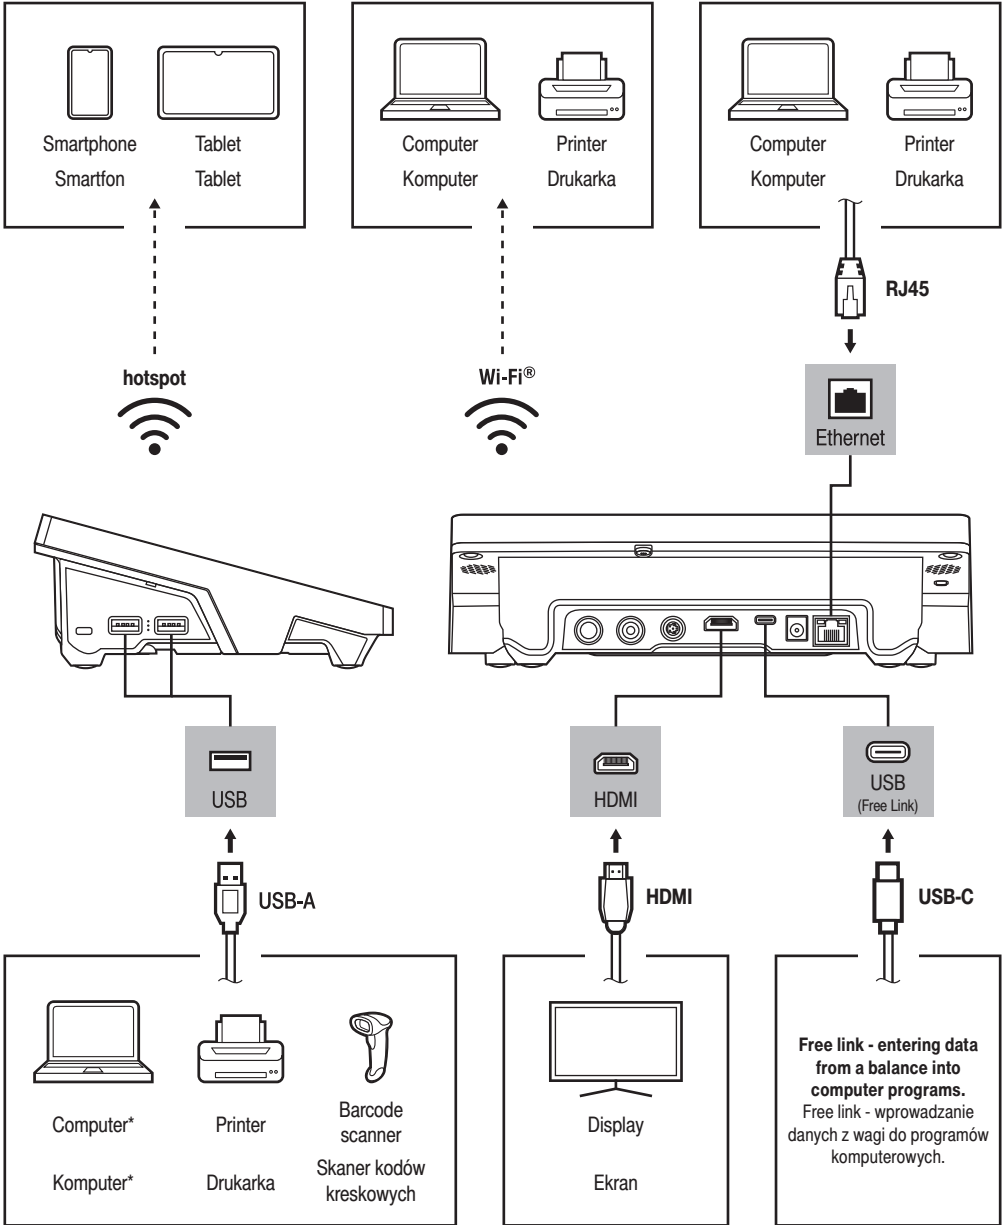 Smartphone
Smartfon
Tablet
Tablet
Computer
Komputer
Printer
Drukarka
Computer
Komputer
Printer
Drukarka
RJ45
hotspot
Wi-Fi®
Ethernet
USB
HDMI
USB
(Free Link)
USB-A
HDMI
USB-C
Computer*
Komputer*
Printer
Drukarka
Barcode
scanner
Skaner kodów
kreskowych
Display
Ekran
Free link - entering data
from a balance into
computer programs.
Free link - wprowadzanie
danych z wagi do programów
komputerowych.